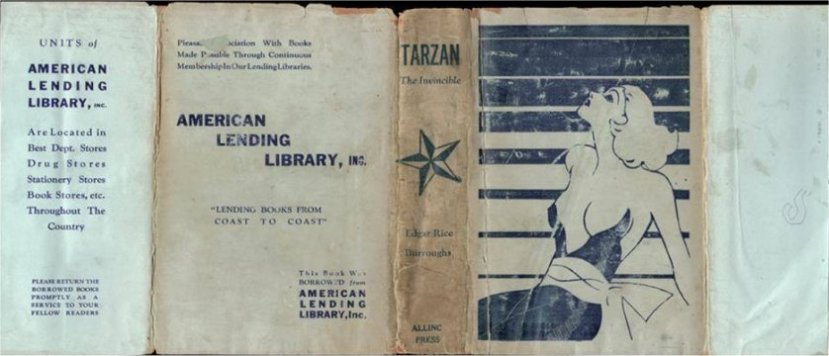 UNITS of
AMERICAN
LENDING
LIBRARY, INC.
Are Located in
Best Dept. Stores
Drug Stores
Stationery Stores
Book Stores, etc.
Throughout The
Country
PLEASE RETURN THE
BORROWED BOOKS
PROMPTLY AS A
SERVICE TO YOUR
FELLOW READERS
With Books
Made Through Continuous
Membership In Our Lending Libraries.
AMERICAN
LENDING
LIBRARY, INC.
"LENDING BOOKS FROM
COAST TO COAST"
This Book Was
BORROWED from
AMERICAN
LENDING
LIBRARY, Inc.
TARZAN
The Invincible
Edgar Rice
Burroughs
ALLINC
PRESS